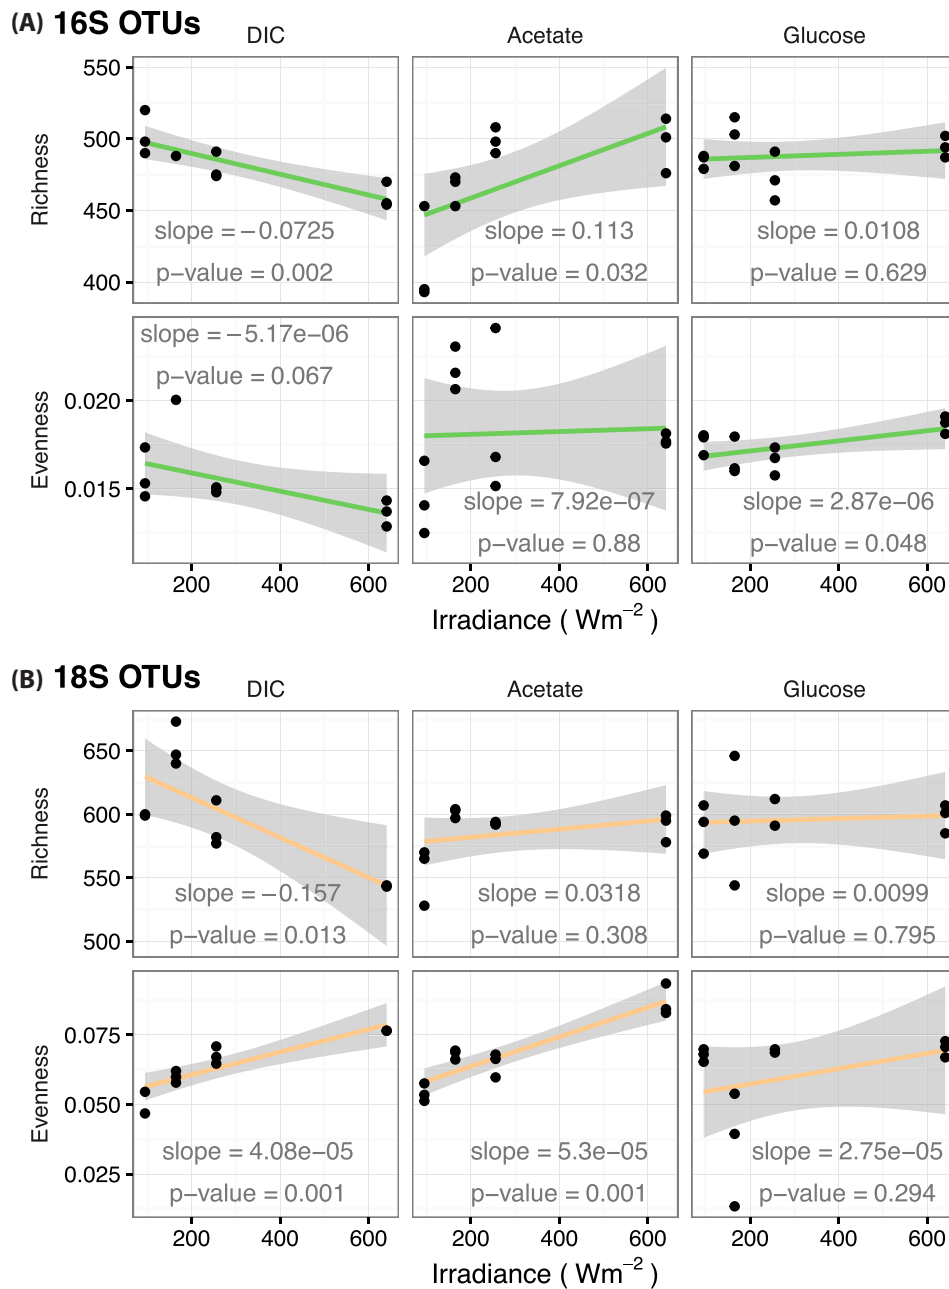 (A) 16S OTUs
DIC Acetate Glucose
Richness
550
500
450
400
slope = −0.0725
p−value = 0.002
slope = 0.113
p−value = 0.032
slope = 0.0108
p−value = 0.629
Evenness
0.020
0.015
slope = −5.17e−06
p−value = 0.067
slope = 7.92e−07
p−value = 0.88
slope = 2.87e−06
p−value = 0.048
200 400 600 200 400 600 200 400 600
Irradiance ( Wm−2 )
(B) 18S OTUs
DIC Acetate Glucose
Richness
650
600
550
500
slope = −0.157
p−value = 0.013
slope = 0.0318
p−value = 0.308
slope = 0.0099
p−value = 0.795
Evenness
0.075
0.050
0.025
slope = 4.08e−05
p−value = 0.001
slope = 5.3e−05
p−value = 0.001
slope = 2.75e−05
p−value = 0.294
200 400 600 200 400 600 200 400 600
Irradiance ( Wm−2 )